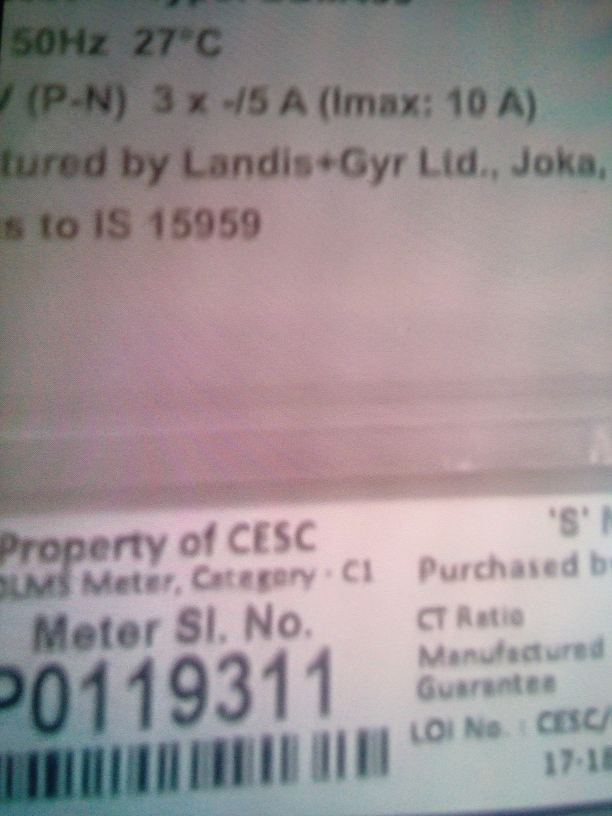 50Hz 27°C
(P-N) 3 x -/5 A (Imax: 10 A)
tured by Landis+Gyr Ltd., Joka,
s to IS 15959
'S'
Property of CESC
DLMS Meter, Category - C1
Purchased b
Meter Sl. No.
CT Ratio
P0119311
Manufactured
Guarantee
LOI No. : CESC/
17-18